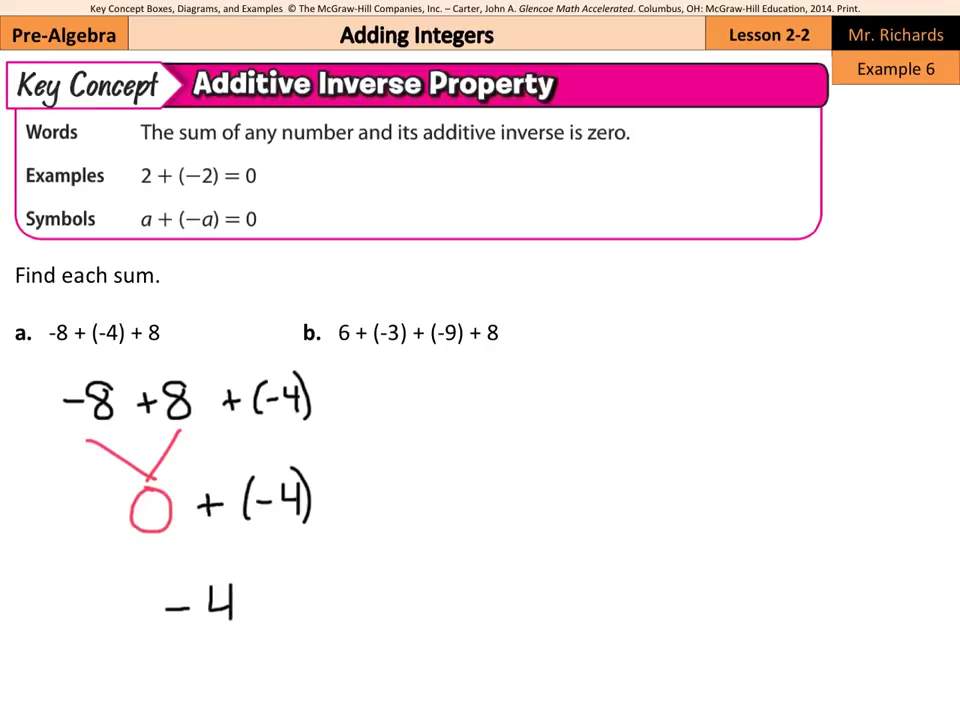 Key Concept Boxes, Diagrams, and Examples © The McGraw-Hill Companies, Inc. – Carter, John A. Glencoe Math Accelerated. Columbus, OH: McGraw-Hill Education, 2014. Print.
Pre-Algebra Adding Integers Lesson 2-2 Mr. Richards
Example 6
Key Concept Additive Inverse Property
Words The sum of any number and its additive inverse is zero.
Examples 2 + (−2) = 0
Symbols a + (−a) = 0
Find each sum.
a. -8 + (-4) + 8 b. 6 + (-3) + (-9) + 8
-8 +8 + (-4)
0 + (-4)
- 4